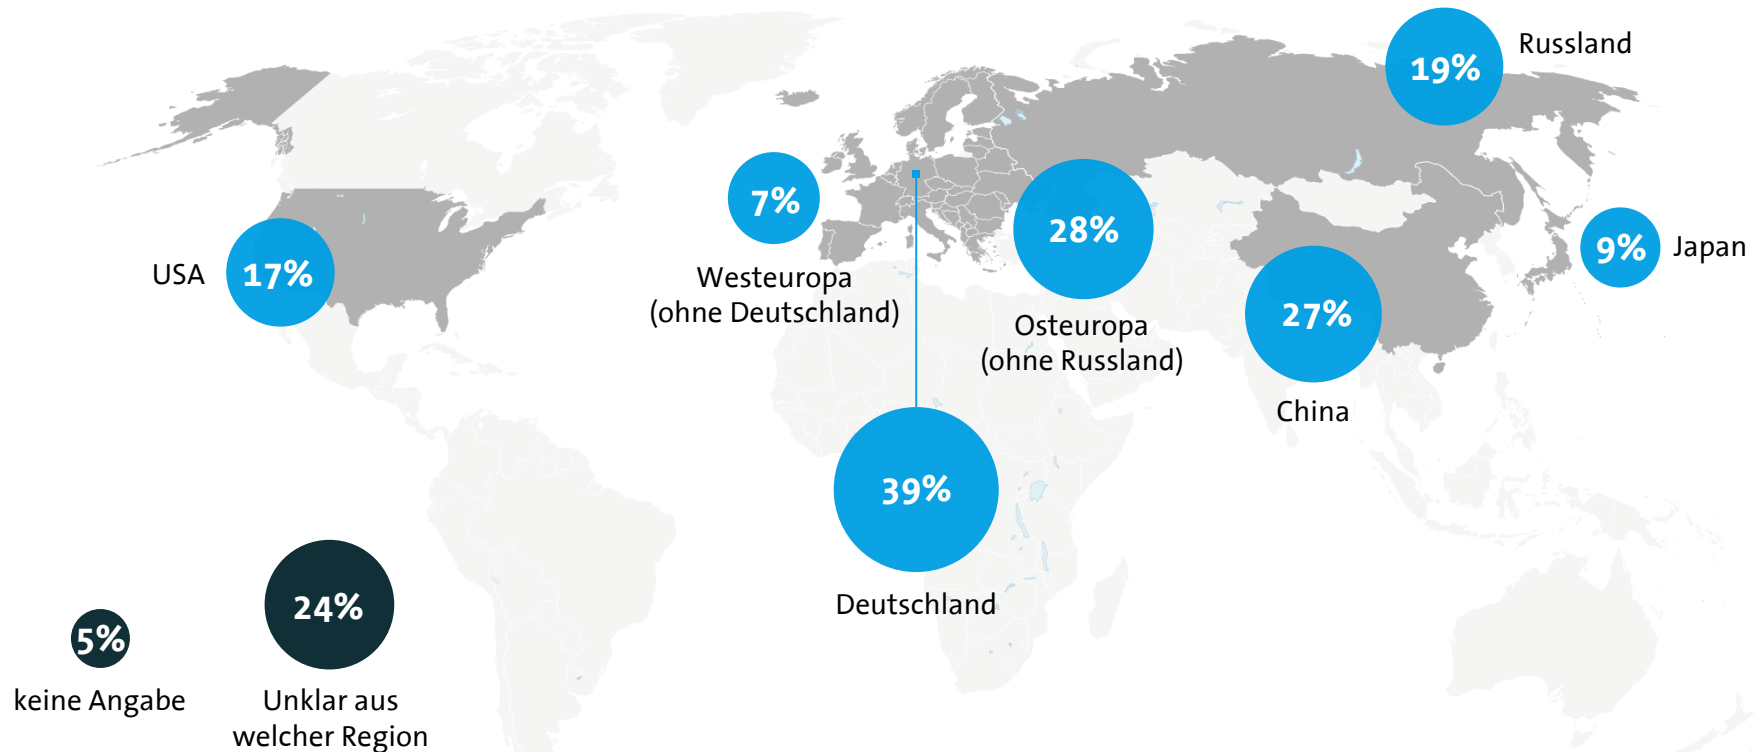 19%
Russland
7%
Westeuropa
(ohne Deutschland)
28%
Osteuropa
(ohne Russland)
USA
17%
9%
Japan
27%
China
39%
Deutschland
5%
keine Angabe
24%
Unklar aus
welcher Region